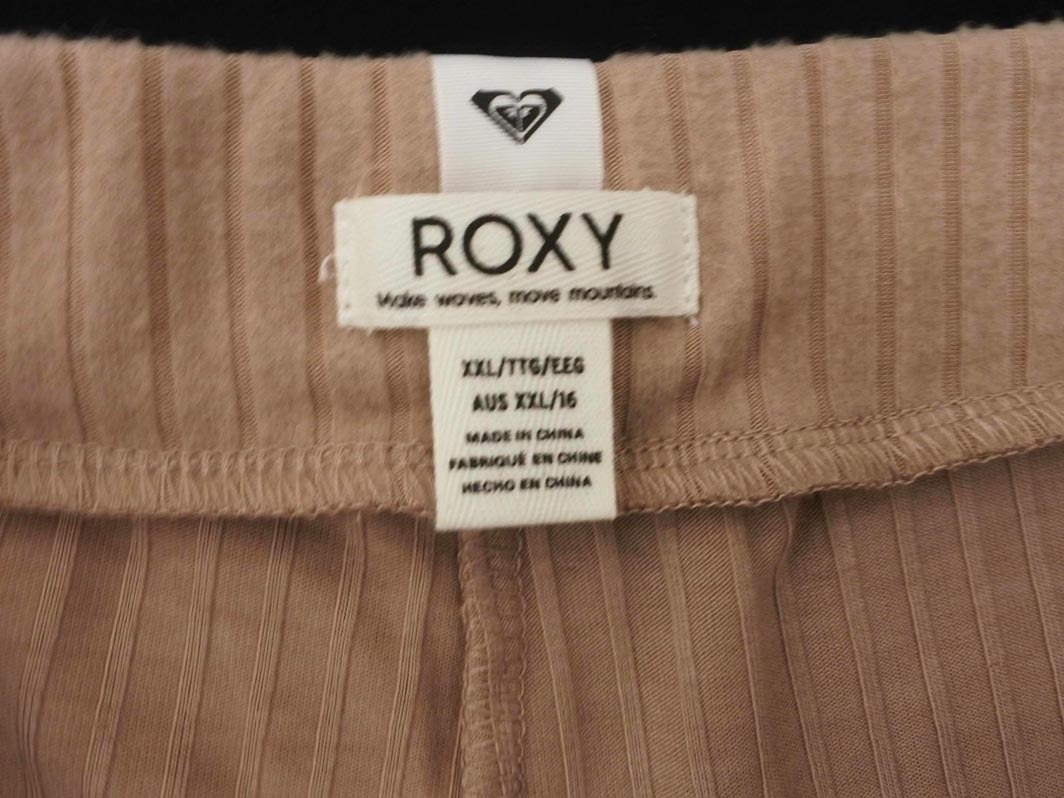 ROXY
Make waves, move mountains.
XXL/TTG/EEG
AUS XXL/16
MADE IN CHINA
FABRIQUÉ EN CHINE
HECHO EN CHINA